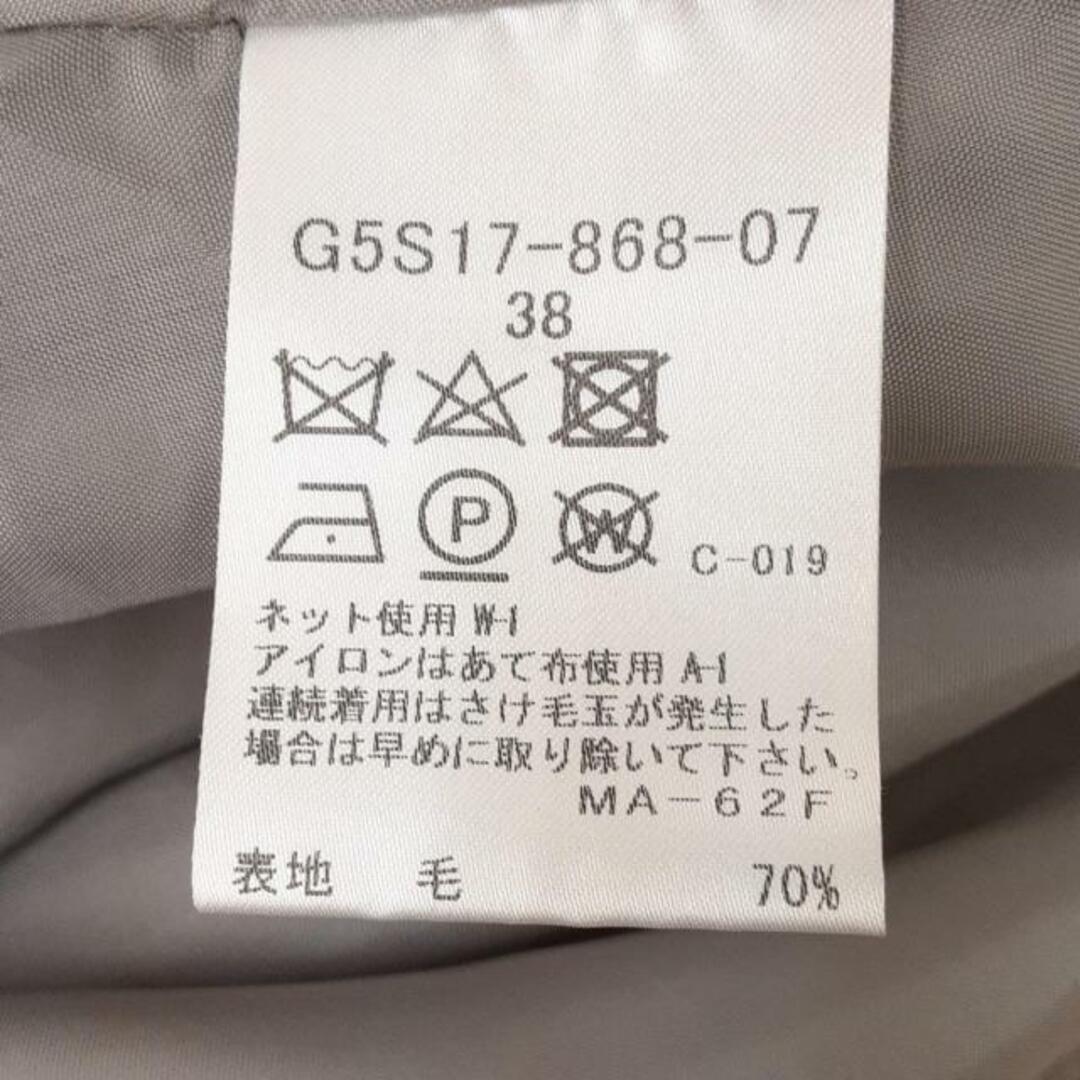 G5S17-868-07
38
P
W
C-019
ネット使用 W-1
アイロンはあて布使用 A-1
連続着用はさけ毛玉が発生した
場合は早めに取り除いて下さい。
MA-62F
表地 毛 70%